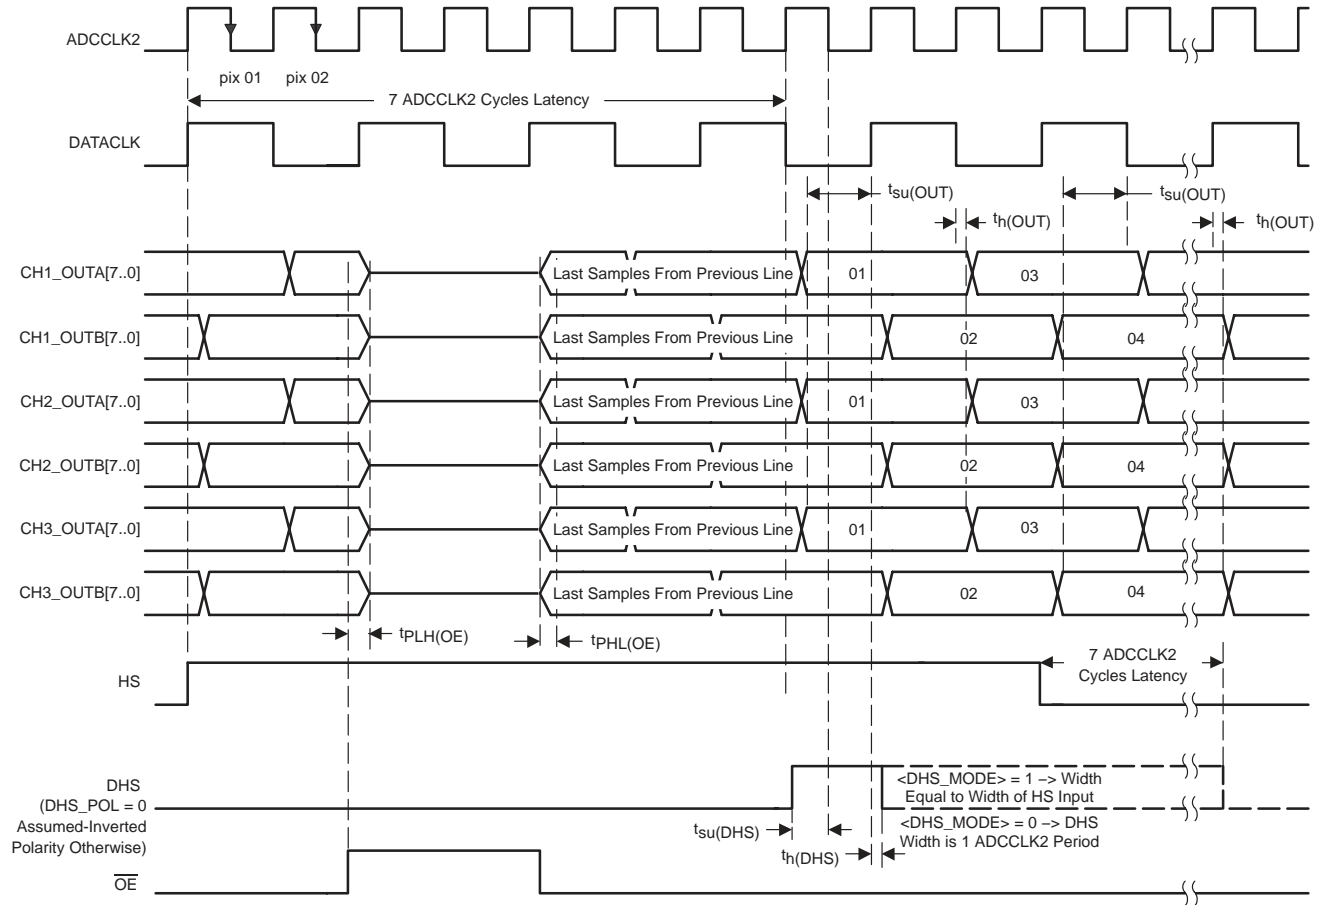 ADCCLK2
pix 01 pix 02
7 ADCCLK2 Cycles Latency
DATACLK
tsu(OUT)
tsu(OUT)
th(OUT)
th(OUT)
CH1_OUTA[7..0]
Last Samples From Previous Line
01
03
CH1_OUTB[7..0]
Last Samples From Previous Line
02
04
CH2_OUTA[7..0]
Last Samples From Previous Line
01
03
CH2_OUTB[7..0]
Last Samples From Previous Line
02
04
CH3_OUTA[7..0]
Last Samples From Previous Line
01
03
CH3_OUTB[7..0]
Last Samples From Previous Line
02
04
tPLH(OE)
tPHL(OE)
HS
7 ADCCLK2
Cycles Latency
DHS
(DHS_POL = 0
Assumed-Inverted
Polarity Otherwise)
<DHS_MODE> = 1 –> Width
Equal to Width of HS Input
<DHS_MODE> = 0 –> DHS
Width is 1 ADCCLK2 Period
tsu(DHS)
th(DHS)
OE